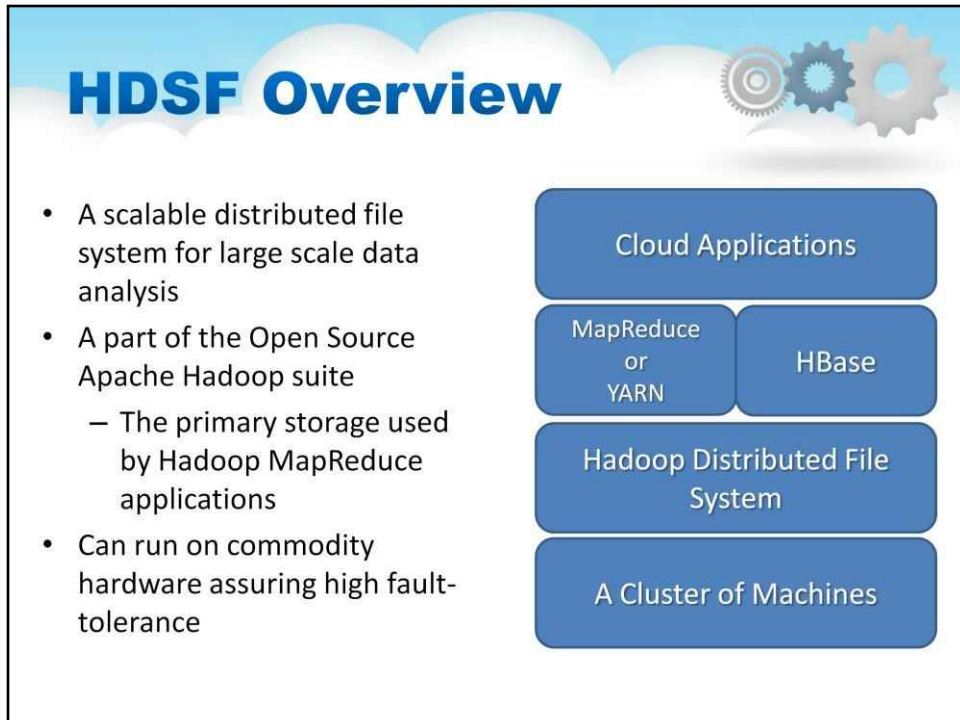 HDSF Overview
• A scalable distributed file
system for large scale data
analysis
• A part of the Open Source
Apache Hadoop suite
– The primary storage used
by Hadoop MapReduce
applications
• Can run on commodity
hardware assuring high fault-
tolerance
Cloud Applications
MapReduce
or
YARN
HBase
Hadoop Distributed File
System
A Cluster of Machines